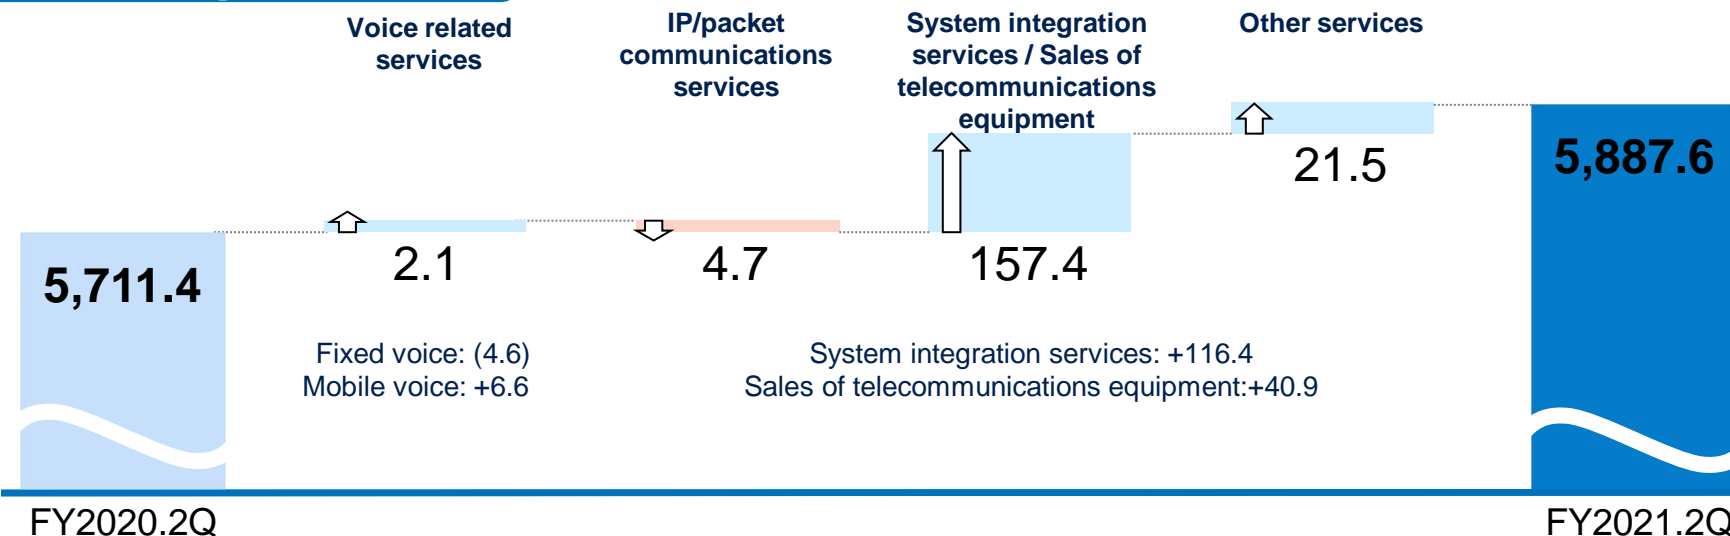 Voice related
services
IP/packet
communications
services
System integration
services / Sales of
telecommunications
equipment
Other services
5,711.4
2.1
4.7
157.4
21.5
5,887.6
Fixed voice: (4.6)
Mobile voice: +6.6
System integration services: +116.4
Sales of telecommunications equipment:+40.9
FY2020.2Q
FY2021.2Q